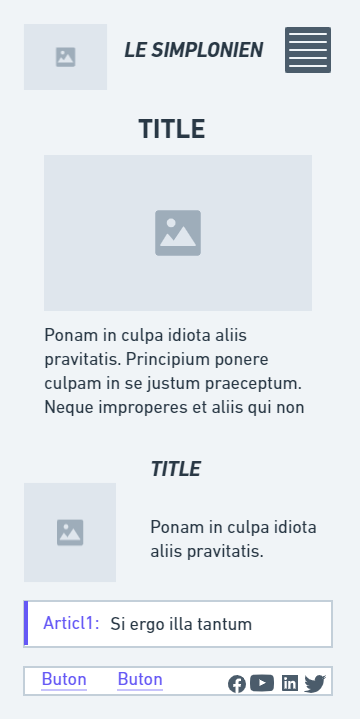 LE SIMPLONIEN
TITLE
Ponam in culpa idiota aliis
pravitatis. Principium ponere
culpam in se justum praeceptum.
Neque improperes et aliis qui non
TITLE
Ponam in culpa idiota
aliis pravitatis.
Articl1: Si ergo illa tantum
Buton Buton